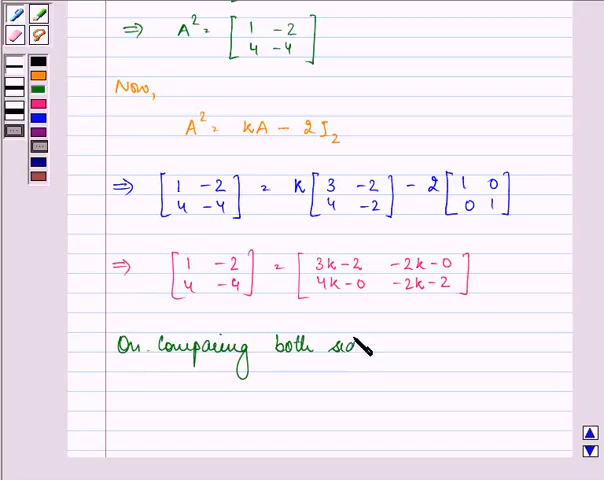 ⇒ A² = [1 -2; 4 -4]
Now,
A² = kA - 2I₂
⇒ [1 -2; 4 -4] = k[3 -2; 4 -2] - 2[1 0; 0 1]
⇒ [1 -2; 4 -4] = [3k-2 -2k-0; 4k-0 -2k-2]
On comparing both